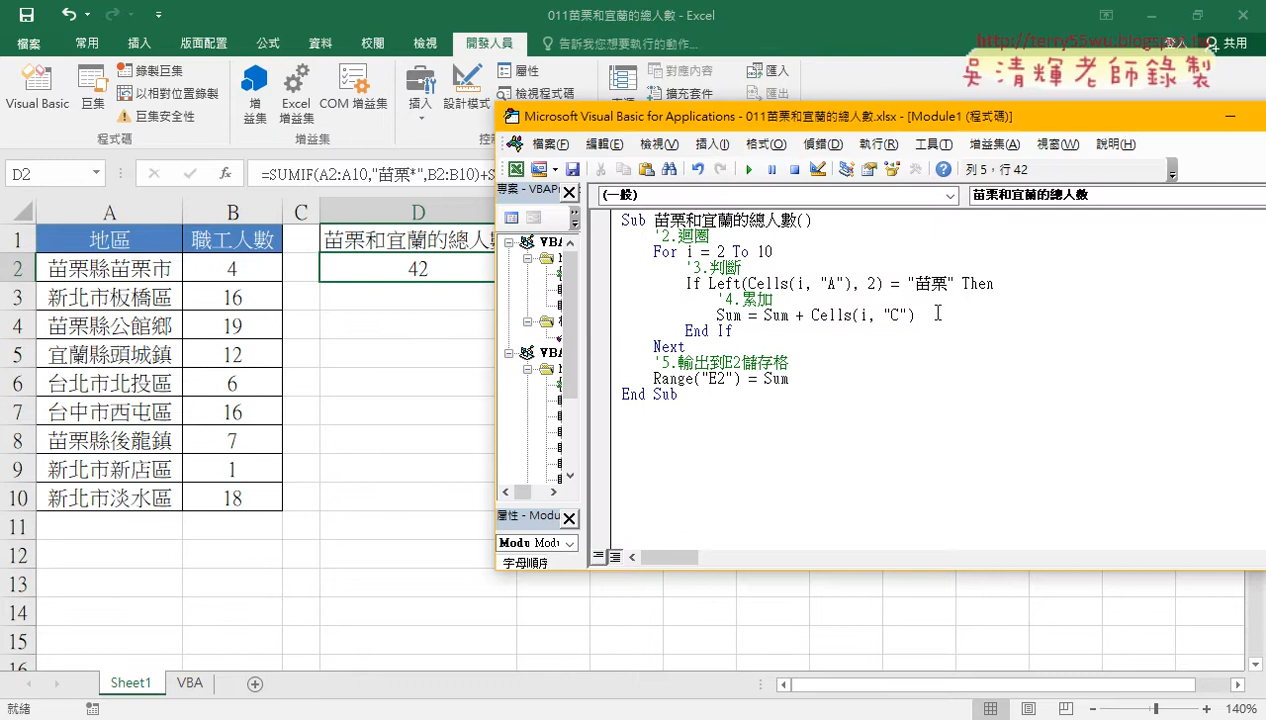 011苗栗和宜蘭的總人數 - Excel
檔案 常用 插入 版面配置 公式 資料 校閱 檢視 開發人員 告訴我您想要執行的動作... 登入 共用
http://terry55wu.blogspot.tw
吳清輝老師錄製
Visual Basic 巨集 錄製巨集 以相對位置錄製 巨集安全性
程式碼
增益集 Excel 增益集 COM 增益集
增益集
插入 設計模式 屬性 檢視程式碼
對應內容 擴充套件 匯入 匯出
D2 fx =SUMIF(A2:A10,"苗栗*",B2:B10)+S
A B C D
1 地區 職工人數 苗栗和宜蘭的總人數
2 苗栗縣苗栗市 4 42
3 新北市板橋區 16
4 苗栗縣公館鄉 19
5 宜蘭縣頭城鎮 12
6 台北市北投區 6
7 台中市西屯區 16
8 苗栗縣後龍鎮 7
9 新北市新店區 1
10 新北市淡水區 18
11
12
13
14
15
16
Microsoft Visual Basic for Applications - 011苗栗和宜蘭的總人數.xlsx - [Module1 (程式碼)]
檔案(F) 編輯(E) 檢視(V) 插入(I) 格式(O) 偵錯(D) 執行(R) 工具(T) 增益集(A) 視窗(W) 說明(H)
列 5，行 42
專案 - VBAP
(一般) 苗栗和宜蘭的總人數
VB
VB
屬性 - Modu
Modu Modu
字母順序
Sub 苗栗和宜蘭的總人數()
'2.迴圈
For i = 2 To 10
'3.判斷
If Left(Cells(i, "A"), 2) = "苗栗" Then
'4.累加
Sum = Sum + Cells(i, "C")
End If
Next
'5.輸出到E2儲存格
Range("E2") = Sum
End Sub
Sheet1 VBA
就緒 140%